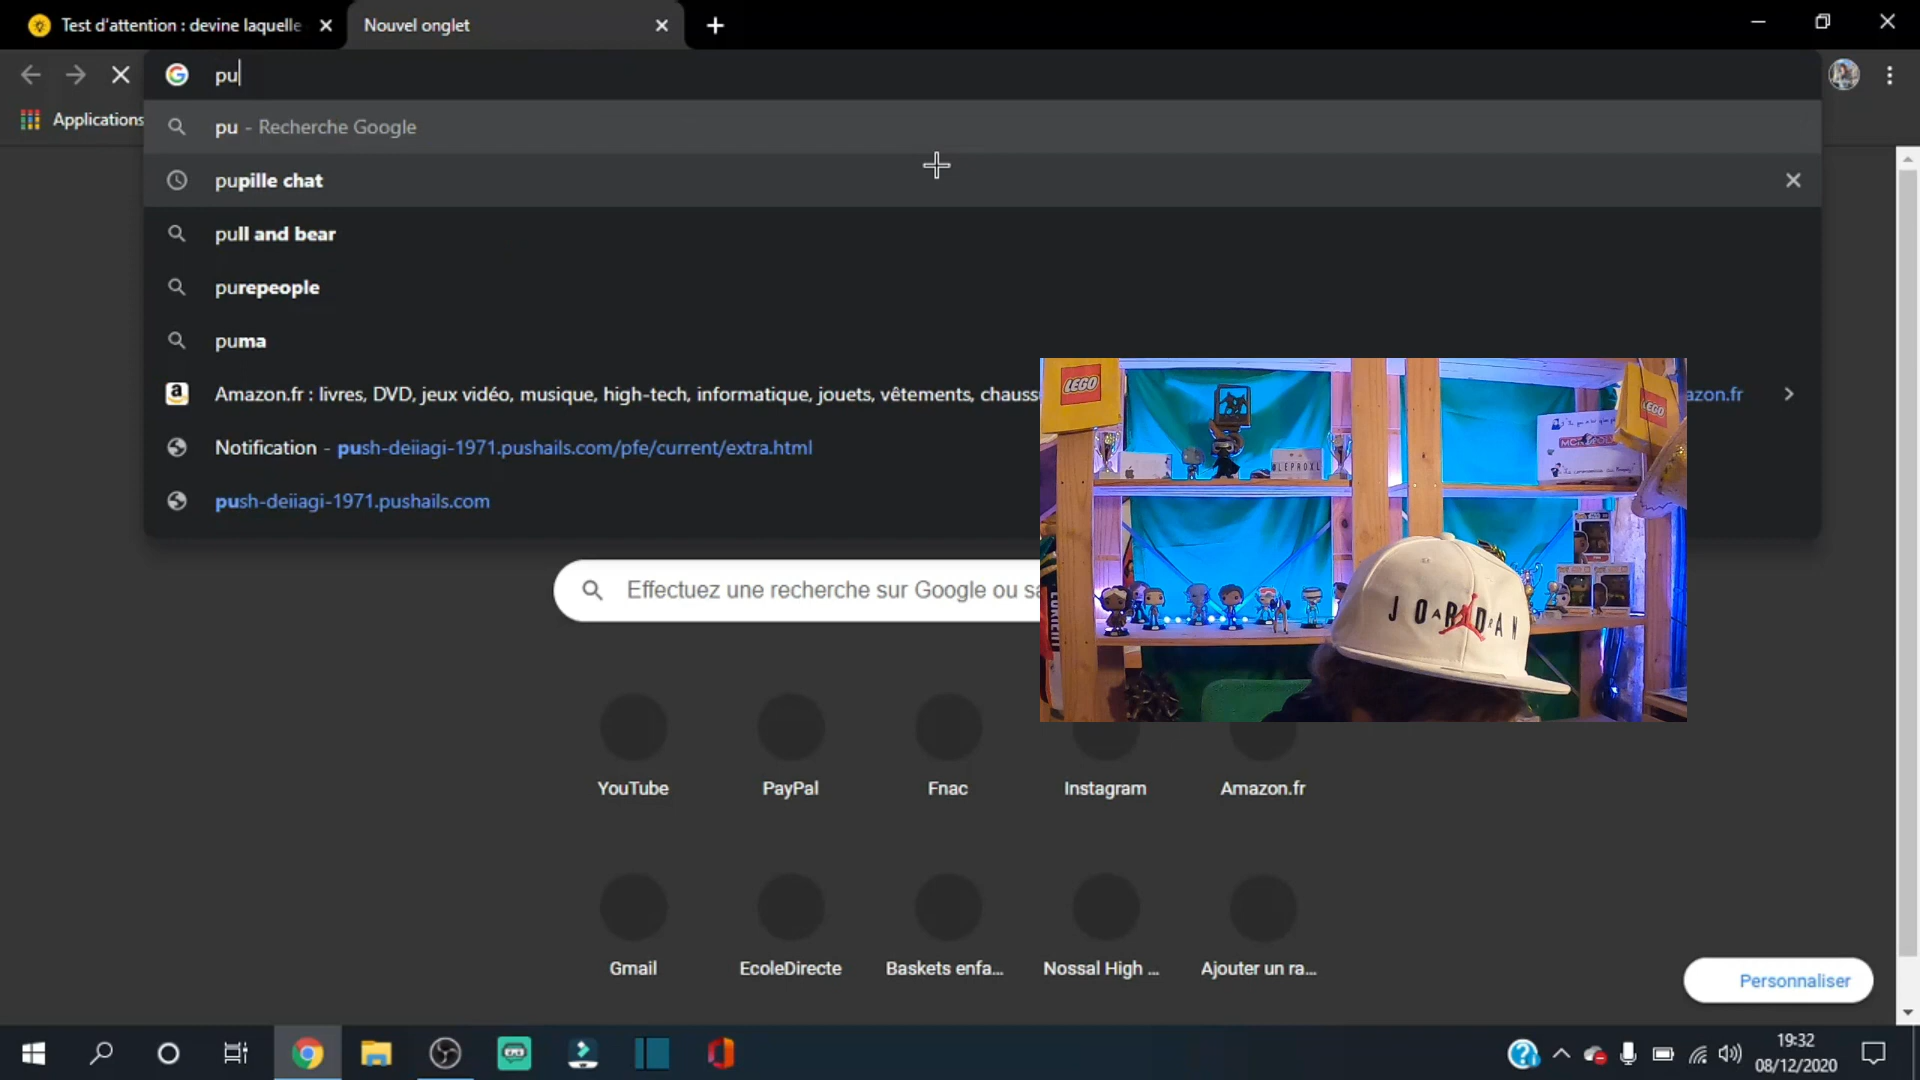 Test d'attention : devine laquelle
Nouvel onglet
pu
Applications
pu - Recherche Google
pupille chat
pull and bear
purepeople
puma
Amazon.fr : livres, DVD, jeux vidéo, musique, high-tech, informatique, jouets, vêtements, chauss
azon.fr
Notification - push-deiiagi-1971.pushails.com/pfe/current/extra.html
push-deiiagi-1971.pushails.com
LEGO
LEGO
LEPROXL
JORDAN
Effectuez une recherche sur Google ou sa
YouTube
PayPal
Fnac
Instagram
Amazon.fr
Gmail
EcoleDirecte
Baskets enfa...
Nossal High ...
Ajouter un ra...
Personnaliser
19:32
08/12/2020